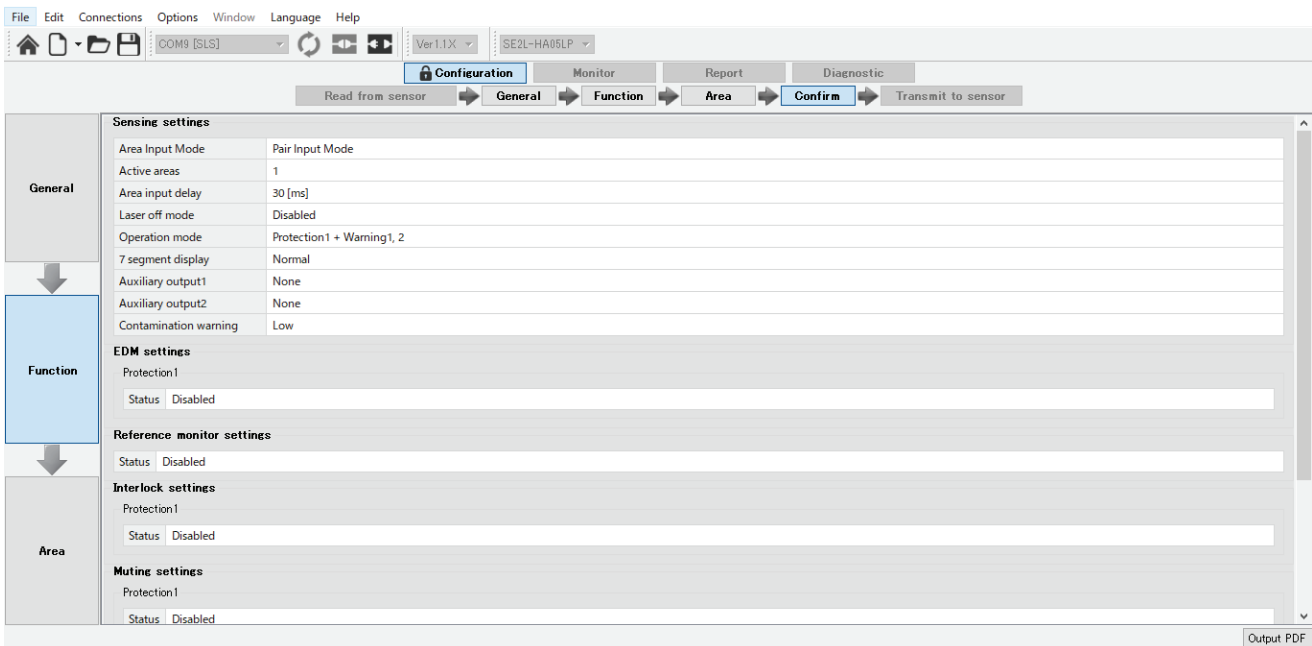 File Edit Connections Options Window Language Help
COM9 [SLS] Ver1.1X SE2L-HA05LP
Configuration Monitor Report Diagnostic
Read from sensor General Function Area Confirm Transmit to sensor
General
Function
Area
Sensing settings
Area Input Mode Pair Input Mode
Active areas 1
Area input delay 30 [ms]
Laser off mode Disabled
Operation mode Protection1 + Warning1, 2
7 segment display Normal
Auxiliary output1 None
Auxiliary output2 None
Contamination warning Low
EDM settings
Protection1
Status Disabled
Reference monitor settings
Status Disabled
Interlock settings
Protection1
Status Disabled
Muting settings
Protection1
Status Disabled
Output PDF